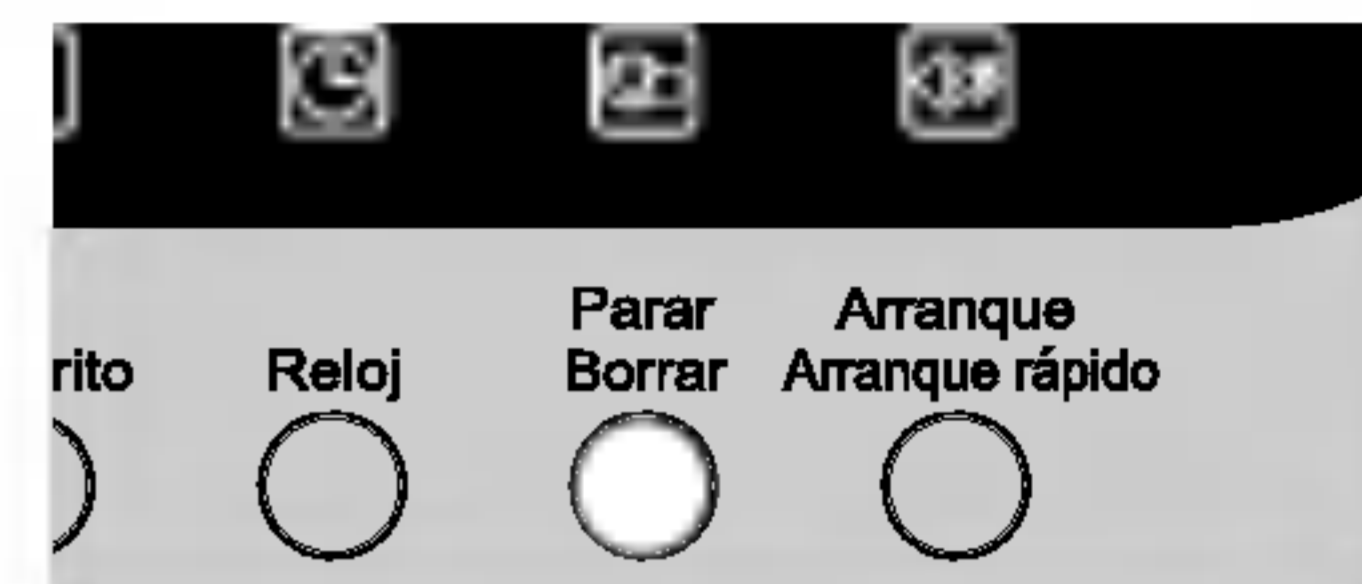 Parar
Arranque
rito
Reloj
Borrar
Arranque rápido